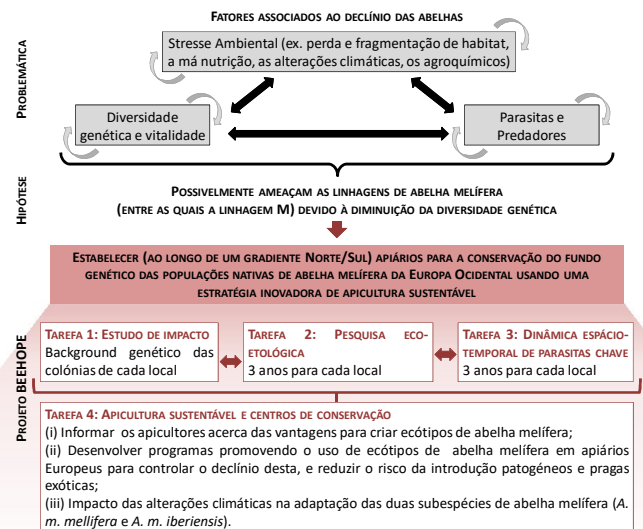 FATORES ASSOCIADOS AO DECLÍNIO DAS ABELHAS
PROBLEMÁTICA
Stresse Ambiental (ex. perda e fragmentação de habitat,
a má nutrição, as alterações climáticas, os agroquímicos)
Diversidade
genética e vitalidade
Parasitas e
Predadores
HIPÓTESE
POSSIVELMENTE AMEAÇAM AS LINHAGENS DE ABELHA MELÍFERA
(ENTRE AS QUAIS A LINHAGEM M) DEVIDO À DIMINUIÇÃO DA DIVERSIDADE GENÉTICA
ESTABELECER (AO LONGO DE UM GRADIENTE NORTE/SUL) APIÁRIOS PARA A CONSERVAÇÃO DO FUNDO
GENÉTICO DAS POPULAÇÕES NATIVAS DE ABELHA MELÍFERA DA EUROPA OCIDENTAL USANDO UMA
ESTRATÉGIA INOVADORA DE APICULTURA SUSTENTÁVEL
PROJETO BEEHOPE
TAREFA 1: ESTUDO DE IMPACTO
Background genético das
colónias de cada local
TAREFA 2: PESQUISA ECO-
ETOLÓGICA
3 anos para cada local
TAREFA 3: DINÂMICA ESPÁCIO-
TEMPORAL DE PARASITAS CHAVE
3 anos para cada local
TAREFA 4: APICULTURA SUSTENTÁVEL E CENTROS DE CONSERVAÇÃO
(i) Informar os apicultores acerca das vantagens para criar ecótipos de abelha melífera;
(ii) Desenvolver programas promovendo o uso de ecótipos de abelha melífera em apiários
Europeus para controlar o declínio desta, e reduzir o risco da introdução patogéneos e pragas
exóticas;
(iii) Impacto das alterações climáticas na adaptação das duas subespécies de abelha melífera (A.
m. mellifera e A. m. iberiensis).